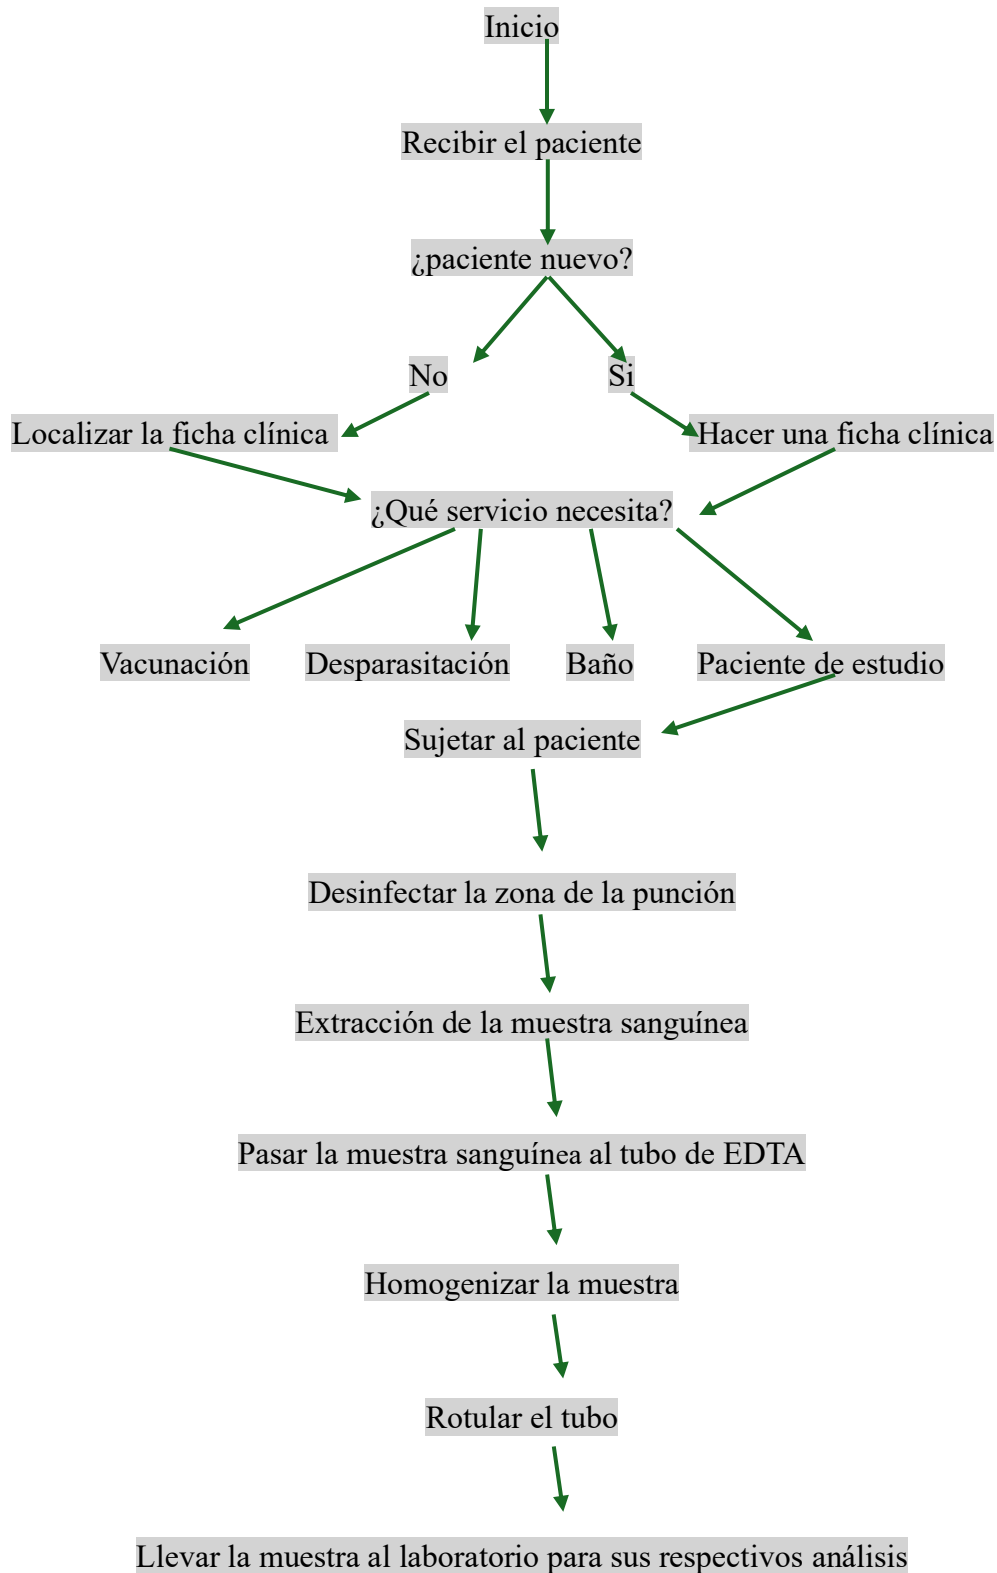 Inicio
Recibir el paciente
¿paciente nuevo?
No
Si
Localizar la ficha clínica
Hacer una ficha clínica
¿Qué servicio necesita?
Vacunación
Desparasitación
Baño
Paciente de estudio
Sujetar al paciente
Desinfectar la zona de la punción
Extracción de la muestra sanguínea
Pasar la muestra sanguínea al tubo de EDTA
Homogenizar la muestra
Rotular el tubo
Llevar la muestra al laboratorio para sus respectivos análisis